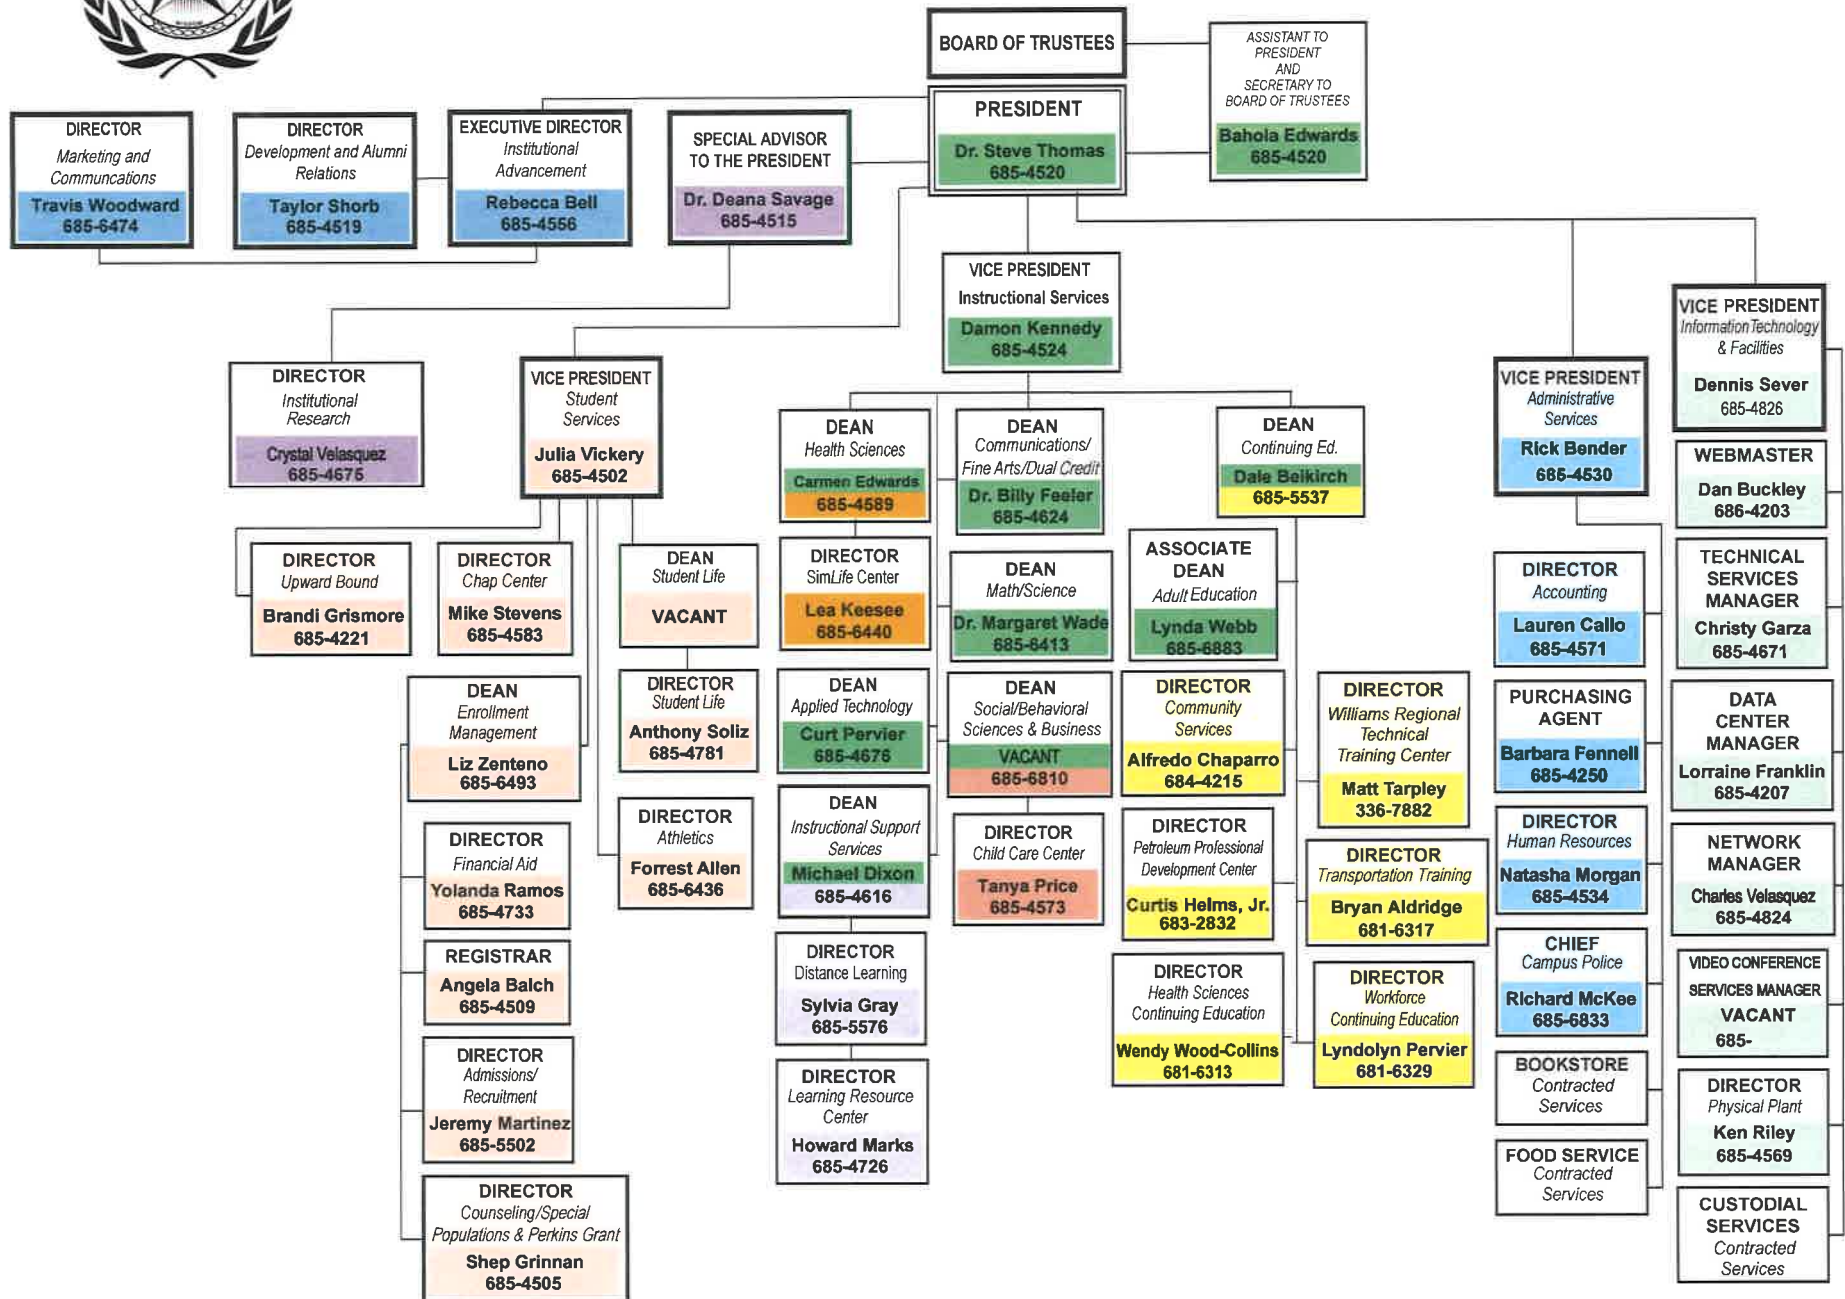 BOARD OF TRUSTEES
ASSISTANT TO
PRESIDENT
AND
SECRETARY TO
BOARD OF TRUSTEES
Bahola Edwards
685-4520
PRESIDENT
Dr. Steve Thomas
685-4520
DIRECTOR
Marketing and
Communcations
Travis Woodward
685-6474
DIRECTOR
Development and Alumni
Relations
Taylor Shorb
685-4519
EXECUTIVE DIRECTOR
Institutional
Advancement
Rebecca Bell
685-4556
SPECIAL ADVISOR
TO THE PRESIDENT
Dr. Deana Savage
685-4515
VICE PRESIDENT
Instructional Services
Damon Kennedy
685-4524
VICE PRESIDENT
Information Technology
& Facilities
Dennis Sever
685-4826
DIRECTOR
Institutional
Research
Crystal Velasquez
685-4675
VICE PRESIDENT
Student
Services
Julia Vickery
685-4502
VICE PRESIDENT
Administrative
Services
Rick Bender
685-4530
DEAN
Health Sciences
Carmen Edwards
685-4589
DEAN
Communications/
Fine Arts/Dual Credit
Dr. Billy Feeler
685-4624
DEAN
Continuing Ed.
Dale Beikirch
685-5537
WEBMASTER
Dan Buckley
686-4203
DIRECTOR
Upward Bound
Brandi Grismore
685-4221
DIRECTOR
Chap Center
Mike Stevens
685-4583
DEAN
Student Life
VACANT
DIRECTOR
SimLife Center
Lea Keesee
685-6440
DEAN
Math/Science
Dr. Margaret Wade
685-6413
ASSOCIATE
DEAN
Adult Education
Lynda Webb
685-6883
DIRECTOR
Accounting
Lauren Callo
685-4571
TECHNICAL
SERVICES
MANAGER
Christy Garza
685-4671
DEAN
Enrollment
Management
Liz Zenteno
685-6493
DIRECTOR
Student Life
Anthony Soliz
685-4781
DEAN
Applied Technology
Curt Pervier
685-4676
DEAN
Social/Behavioral
Sciences & Business
VACANT
685-6810
DIRECTOR
Community
Services
Alfredo Chaparro
684-4215
DIRECTOR
Williams Regional
Technical
Training Center
Matt Tarpley
336-7882
PURCHASING
AGENT
Barbara Fennell
685-4250
DATA
CENTER
MANAGER
Lorraine Franklin
685-4207
DIRECTOR
Financial Aid
Yolanda Ramos
685-4733
DIRECTOR
Athletics
Forrest Allen
685-6436
DEAN
Instructional Support
Services
Michael Dixon
685-4616
DIRECTOR
Child Care Center
Tanya Price
685-4573
DIRECTOR
Petroleum Professional
Development Center
Curtis Helms, Jr.
683-2832
DIRECTOR
Transportation Training
Bryan Aldridge
681-6317
DIRECTOR
Human Resources
Natasha Morgan
685-4534
NETWORK
MANAGER
Charles Velasquez
685-4824
REGISTRAR
Angela Balch
685-4509
DIRECTOR
Distance Learning
Sylvia Gray
685-5576
DIRECTOR
Health Sciences
Continuing Education
Wendy Wood-Collins
681-6313
DIRECTOR
Workforce
Continuing Education
Lyndolyn Pervier
681-6329
CHIEF
Campus Police
Richard McKee
685-6833
VIDEO CONFERENCE
SERVICES MANAGER
VACANT
685-
DIRECTOR
Admissions/
Recruitment
Jeremy Martinez
685-5502
DIRECTOR
Learning Resource
Center
Howard Marks
685-4726
BOOKSTORE
Contracted
Services
DIRECTOR
Physical Plant
Ken Riley
685-4569
DIRECTOR
Counseling/Special
Populations & Perkins Grant
Shep Grinnan
685-4505
FOOD SERVICE
Contracted
Services
CUSTODIAL
SERVICES
Contracted
Services